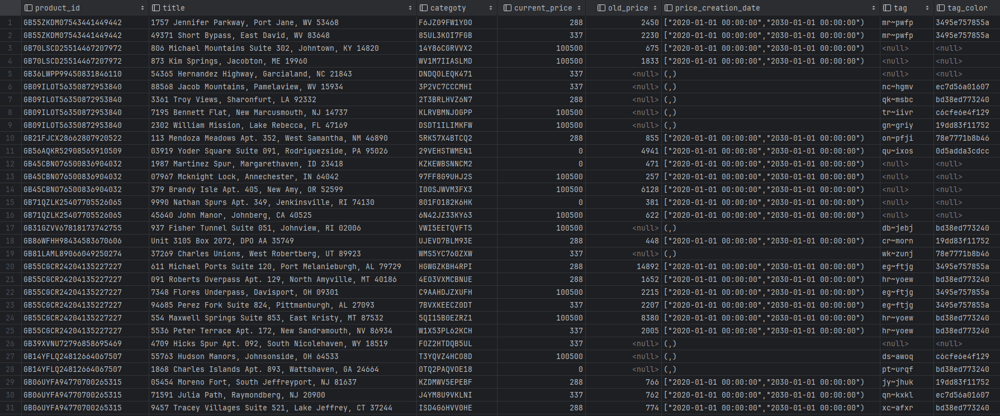 product_id title categoty current_price old_price price_creation_date tag tag_color
1 GB55ZKDM07543441449442 1757 Jennifer Parkway, Port Jane, WV 53468 F6JZO9FW1Y0O 288 2450 ["2020-01-01 00:00:00","2030-01-01 00:00:00") mr~pwfp 3495e757855a
2 GB55ZKDM07543441449442 49371 Short Bypass, East David, WV 83648 85UL3KOI7FGB 337 2230 ["2020-01-01 00:00:00","2030-01-01 00:00:00") mr~pwfp 3495e757855a
3 GB70LSCD25514467207972 806 Michael Mountains Suite 302, Johntown, KY 14820 14Y86CGRVVX2 100500 675 ["2020-01-01 00:00:00","2030-01-01 00:00:00") <null> <null>
4 GB70LSCD25514467207972 873 Kim Springs, Jacobton, ME 19960 WV1M7IIASLMD 100500 1833 ["2020-01-01 00:00:00","2030-01-01 00:00:00") <null> <null>
5 GB36LWPP99450831846110 54365 Hernandez Highway, Garcialand, NC 21843 DNDQOLEQK471 337 <null> (,) <null> <null>
6 GB09ILOT56350872953840 88568 Jacob Mountains, Pamelaview, WV 15934 3P2VC7CCCMHI 337 <null> (,) nc~hgmv ec7d56a01607
7 GB09ILOT56350872953840 3361 Troy Views, Sharonfurt, LA 92332 2T3BRLHVZ6N7 288 <null> (,) qk~msbc bd38ed773240
8 GB09ILOT56350872953840 7195 Bennett Flat, New Marcusmouth, NJ 14737 KLRVBMNJOGPP 100500 <null> (,) tr~iivr c6cfe6e4f129
9 GB09ILOT56350872953840 2302 William Mission, Lake Rebecca, FL 47169 DSDT1ILIMKFW 100500 <null> (,) gn~griy 19dd83f11752
10 GB21FJCX28662807920522 113 Mendoza Meadows Apt. 352, West Samantha, NM 46890 5RK57X4BTCQ2 288 855 ["2020-01-01 00:00:00","2030-01-01 00:00:00") on~pfji 78e7771b8b46
11 GB56AQKR52908565910509 03919 Yoder Square Suite 091, Rodriguezside, PA 95026 29VEHSTWMEN1 0 4941 ["2020-01-01 00:00:00","2030-01-01 00:00:00") qu~ixos 0d5adda3cdcc
12 GB45CBNO76500836904032 1987 Martinez Spur, Margarethaven, ID 23418 KZKEWBSNNCM2 0 471 ["2020-01-01 00:00:00","2030-01-01 00:00:00") <null> <null>
13 GB45CBNO76500836904032 07967 Mcknight Lock, Annechester, IN 64042 97FF8G9UHJ2S 100500 257 ["2020-01-01 00:00:00","2030-01-01 00:00:00") <null> <null>
14 GB45CBNO76500836904032 379 Brandy Isle Apt. 405, New Amy, OR 52599 I00SJWVM3FX3 100500 6128 ["2020-01-01 00:00:00","2030-01-01 00:00:00") <null> <null>
15 GB71QZLK25407705526065 9990 Nathan Spurs Apt. 349, Jenkinsville, RI 74130 801FO182K6HK 0 381 ["2020-01-01 00:00:00","2030-01-01 00:00:00") <null> <null>
16 GB71QZLK25407705526065 45640 John Manor, Johnberg, CA 40525 6N42JZ33KY63 100500 622 ["2020-01-01 00:00:00","2030-01-01 00:00:00") <null> <null>
17 GB31GZVV67818173742755 937 Fisher Tunnel Suite 051, Johnview, RI 02006 VWI5EETQVFT5 100500 <null> (,) db~jebj bd38ed773240
18 GB86WFHH98434583670606 Unit 3105 Box 2072, DPO AA 35749 UJEVD7BLM93E 288 448 ["2020-01-01 00:00:00","2030-01-01 00:00:00") cr~morn 19dd83f11752
19 GB81LAML89066049250274 37269 Charles Unions, West Robertberg, UT 89923 WMS5YC760ZXW 337 <null> (,) wk~zunj 78e7771b8b46
20 GB55CGCR24204135227227 611 Michael Ports Suite 120, Port Melanieburgh, AL 79729 HGWGZKBH4RPI 288 14892 ["2020-01-01 00:00:00","2030-01-01 00:00:00") eg~ftjg 3495e757855a
21 GB55CGCR24204135227227 091 Roberts Overpass Apt. 129, North Amyville, MT 40186 4EO3VXMCBNUE 288 1652 ["2020-01-01 00:00:00","2030-01-01 00:00:00") hr~yoew bd38ed773240
22 GB55CGCR24204135227227 7348 Flores Underpass, Davisport, OH 09301 C9AAHDJZXUFH 100500 2215 ["2020-01-01 00:00:00","2030-01-01 00:00:00") eg~ftjg 3495e757855a
23 GB55CGCR24204135227227 94685 Perez Fork Suite 824, Pittmanburgh, AL 27093 7BVXKEECZ0DT 337 2207 ["2020-01-01 00:00:00","2030-01-01 00:00:00") eg~ftjg 3495e757855a
24 GB55CGCR24204135227227 554 Maxwell Springs Suite 853, East Kristy, MT 87532 5QI15B0EZRZ1 100500 8380 ["2020-01-01 00:00:00","2030-01-01 00:00:00") hr~yoew bd38ed773240
25 GB55CGCR24204135227227 5536 Peter Terrace Apt. 172, New Sandramouth, NV 86934 W1X53PL62KCH 337 2005 ["2020-01-01 00:00:00","2030-01-01 00:00:00") hr~yoew bd38ed773240
26 GB39XVNU72796858695469 4709 Hicks Spur Apt. 092, South Nicolehaven, WY 18519 FOZ2HTDQB5UL 337 <null> (,) <null> <null>
27 GB14YFLQ24812664067507 55763 Hudson Manors, Johnsonside, OH 64533 T3YQVZ4HCO8D 100500 <null> (,) ds~awoq c6cfe6e4f129
28 GB14YFLQ24812664067507 1868 Charles Islands Apt. 893, Wattshaven, GA 24664 0TQ2PAQVOE18 0 <null> (,) pt~urqf bd38ed773240
29 GB06UYFA94770700265315 05454 Moreno Fort, South Jeffreyport, NJ 81637 KZDMWV5EPEBF 288 766 ["2020-01-01 00:00:00","2030-01-01 00:00:00") jy~jhuk 19dd83f11752
30 GB06UYFA94770700265315 71591 Julia Path, Raymondberg, NJ 20900 J4YM8U9VKLNI 337 762 ["2020-01-01 00:00:00","2030-01-01 00:00:00") qn~kxkl ec7d56a01607
31 GB06UYFA94770700265315 9457 Tracey Villages Suite 521, Lake Jeffrey, CT 37244 ISD4G6HVV0HE 288 774 ["2020-01-01 00:00:00","2030-01-01 00:00:00") xc~afxr bd38ed773240